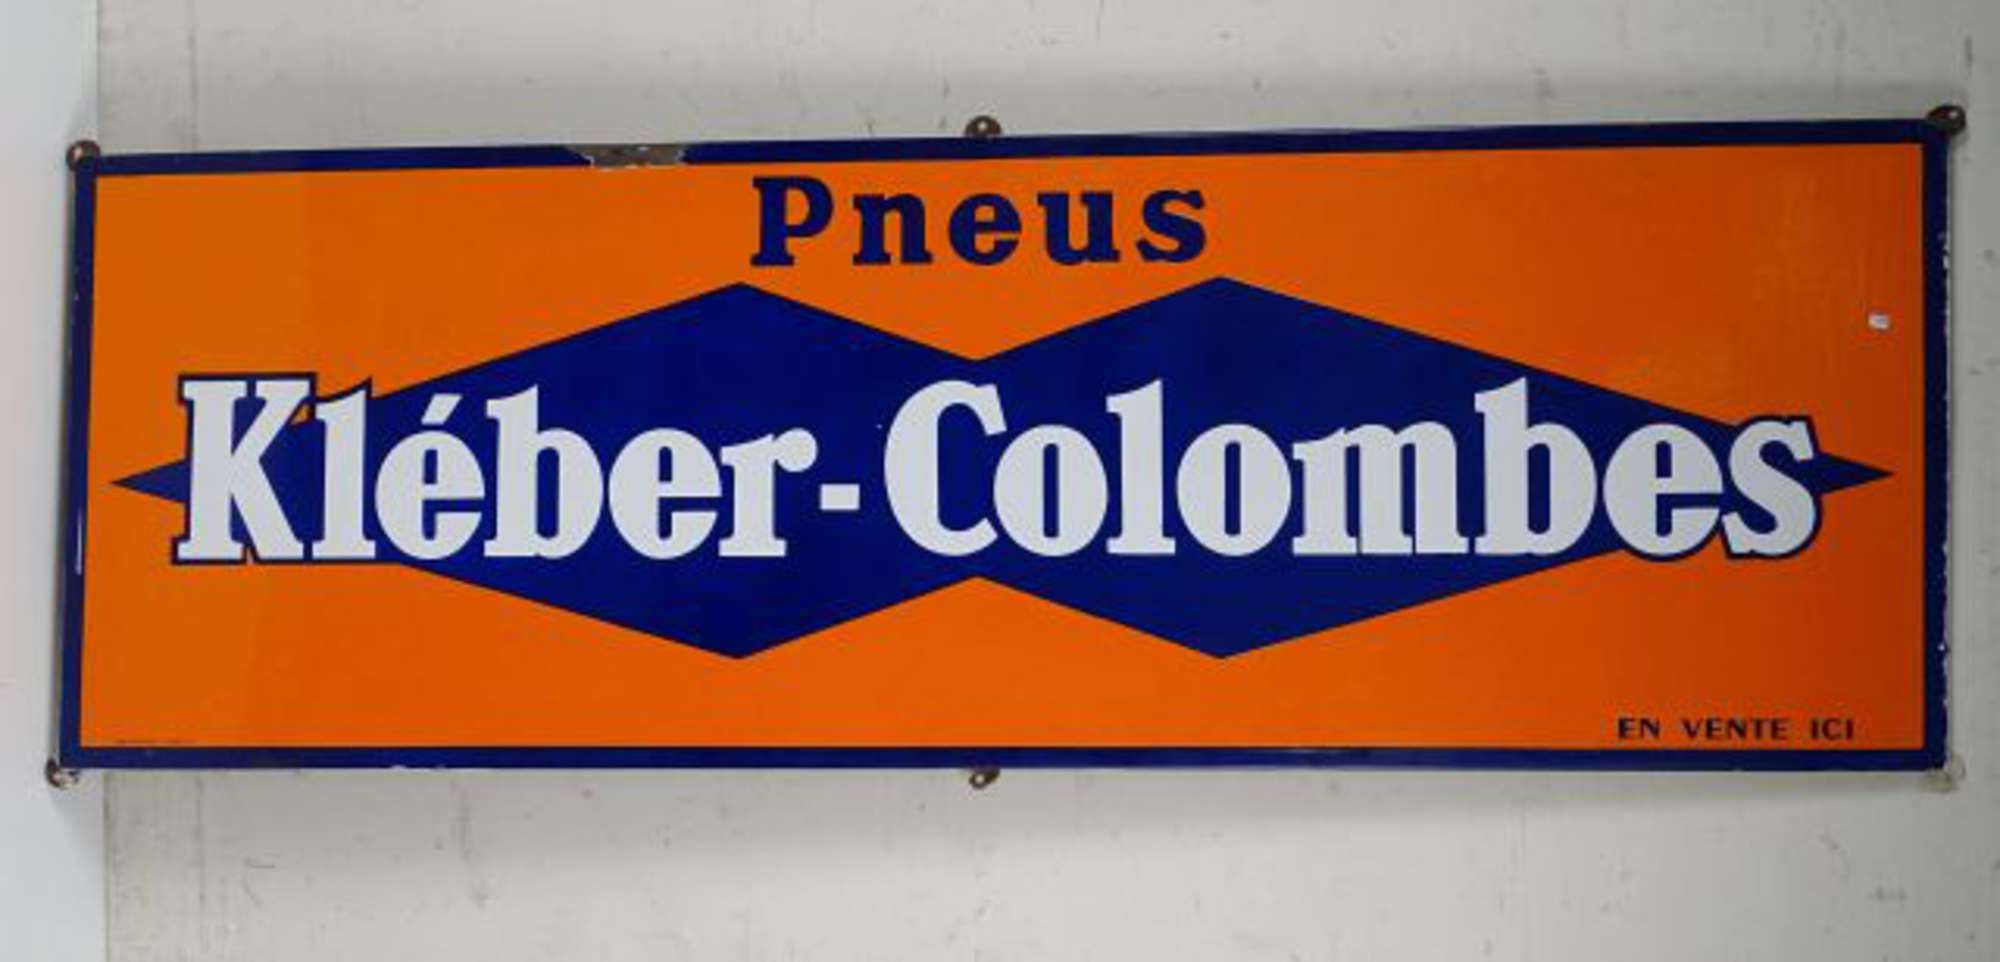 Pneus
Kléber-Colombes
EN VENTE ICI